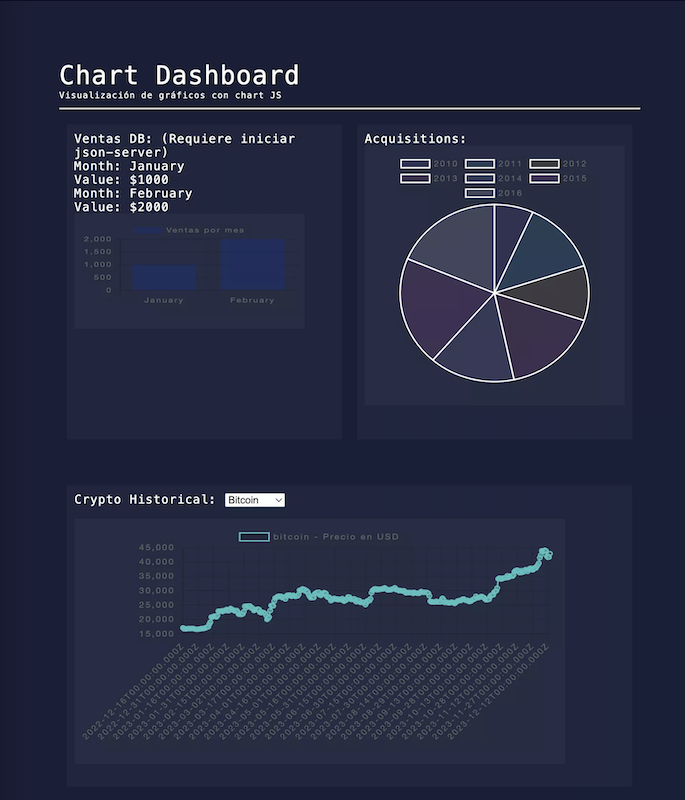 Chart Dashboard
Visualización de gráficos con chart JS
Ventas DB: (Requiere iniciar
json-server)
Month: January
Value: $1000
Month: February
Value: $2000
Ventas por mes
2,000
1,500
1,000
500
0
January February
Acquisitions:
2010 2011 2012
2013 2014 2015
2016
Crypto Historical: Bitcoin
bitcoin - Precio en USD
45,000
40,000
35,000
30,000
25,000
20,000
15,000
2022-12-16T00:00:00.000Z
2022-12-31T00:00:00.000Z
2023-01-16T00:00:00.000Z
2023-01-31T00:00:00.000Z
2023-02-15T00:00:00.000Z
2023-03-02T00:00:00.000Z
2023-04-01T00:00:00.000Z
2023-04-16T00:00:00.000Z
2023-05-01T00:00:00.000Z
2023-05-16T00:00:00.000Z
2023-05-31T00:00:00.000Z
2023-06-15T00:00:00.000Z
2023-06-30T00:00:00.000Z
2023-07-15T00:00:00.000Z
2023-07-30T00:00:00.000Z
2023-08-14T00:00:00.000Z
2023-08-29T00:00:00.000Z
2023-09-13T00:00:00.000Z
2023-09-28T00:00:00.000Z
2023-10-13T00:00:00.000Z
2023-10-28T00:00:00.000Z
2023-11-12T00:00:00.000Z
2023-11-27T00:00:00.000Z
2023-12-12T00:00:00.000Z